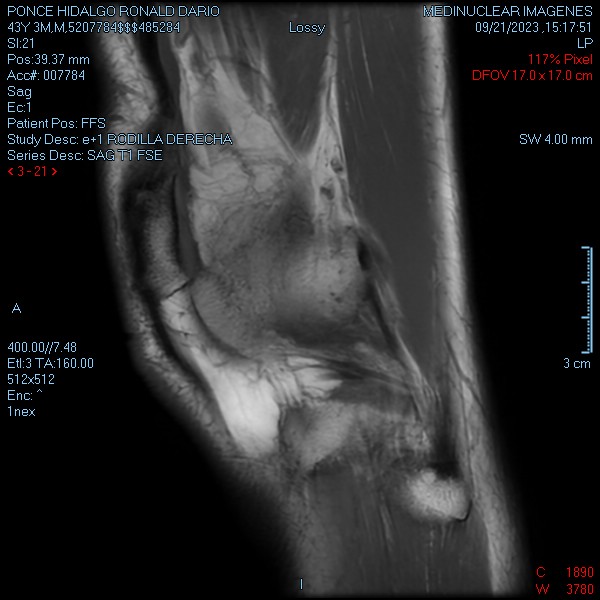 PONCE HIDALGO RONALD DARIO
43Y 3M,M,5207784$$$485284
Sl:21
Pos:39.37 mm
Acc#: 007784
Sag
Ec:1
Patient Pos: FFS
Study Desc: e+1 RODILLA DERECHA
Series Desc: SAG T1 FSE
< 3 - 21 >
Lossy
MEDINUCLEAR IMAGENES
09/21/2023 ,15:17:51
LP
117% Pixel
DFOV 17.0 x 17.0 cm
SW 4.00 mm
A
3 cm
400.00//7.48
Etl:3 TA:160.00
512x512
Enc: ^
1nex
I
C 1890
W 3780